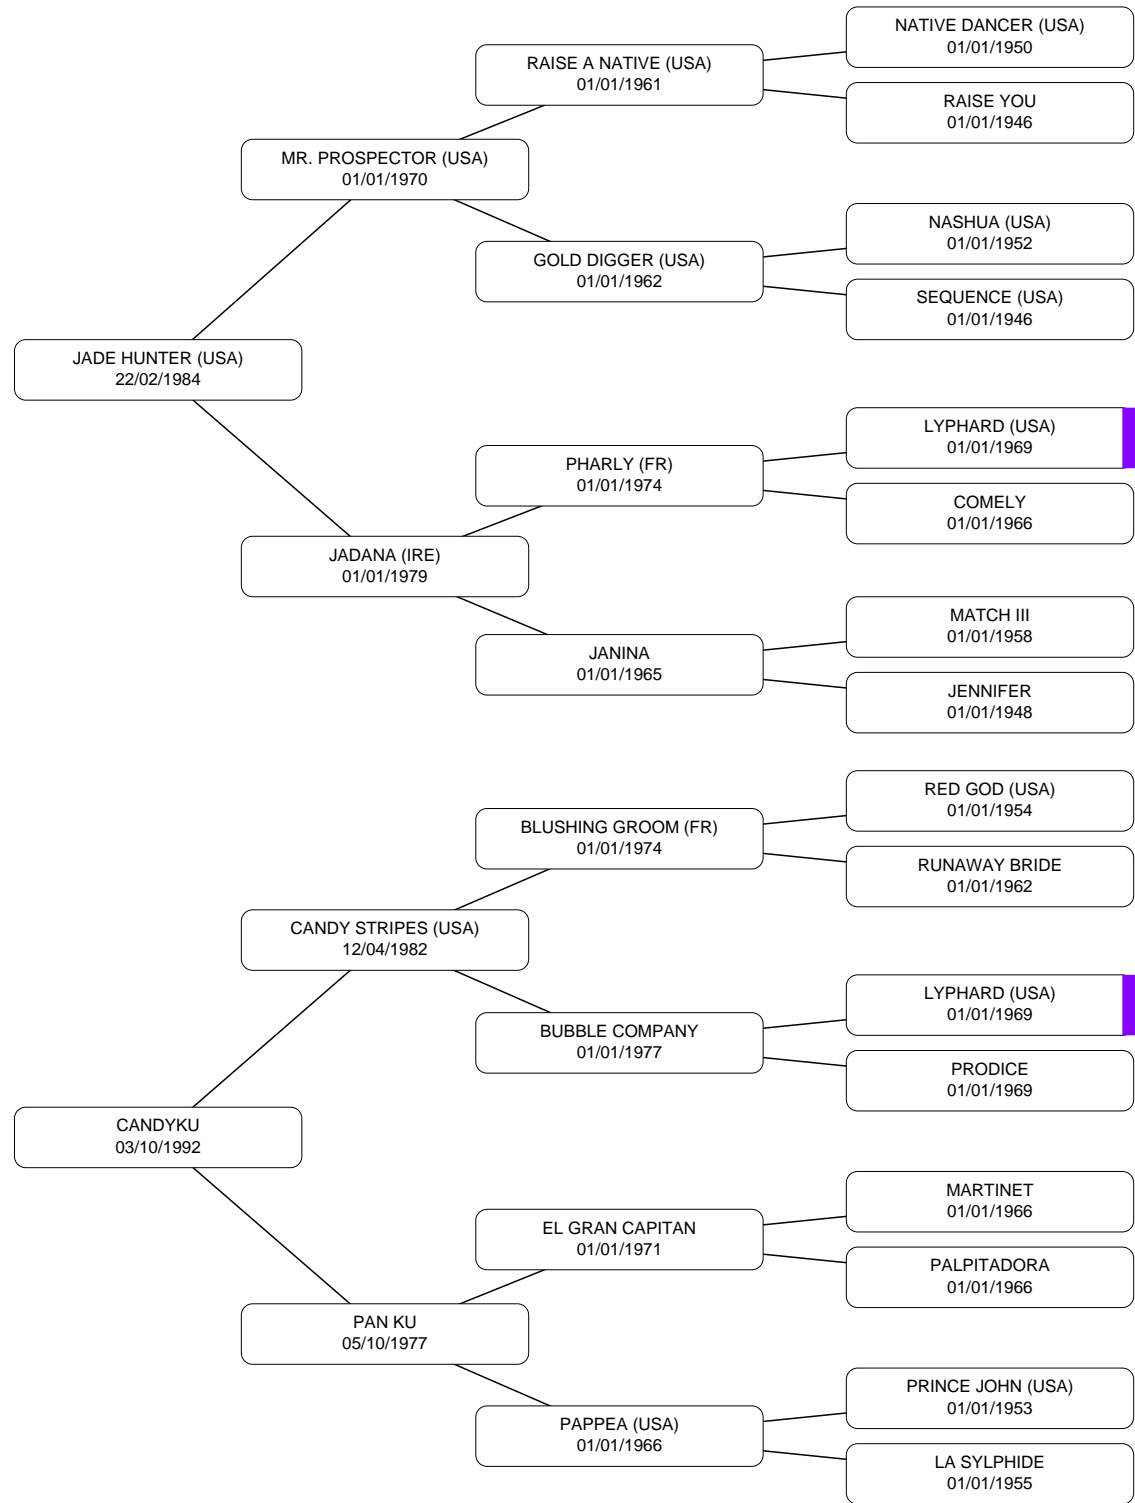 NATIVE DANCER (USA)
01/01/1950
RAISE A NATIVE (USA)
01/01/1961
RAISE YOU
01/01/1946
MR. PROSPECTOR (USA)
01/01/1970
NASHUA (USA)
01/01/1952
GOLD DIGGER (USA)
01/01/1962
SEQUENCE (USA)
01/01/1946
JADE HUNTER (USA)
22/02/1984
LYPHARD (USA)
01/01/1969
PHARLY (FR)
01/01/1974
COMELY
01/01/1966
JADANA (IRE)
01/01/1979
MATCH III
01/01/1958
JANINA
01/01/1965
JENNIFER
01/01/1948
RED GOD (USA)
01/01/1954
BLUSHING GROOM (FR)
01/01/1974
RUNAWAY BRIDE
01/01/1962
CANDY STRIPES (USA)
12/04/1982
LYPHARD (USA)
01/01/1969
BUBBLE COMPANY
01/01/1977
PRODICE
01/01/1969
CANDYKU
03/10/1992
MARTINET
01/01/1966
EL GRAN CAPITAN
01/01/1971
PALPITADORA
01/01/1966
PAN KU
05/10/1977
PRINCE JOHN (USA)
01/01/1953
PAPPEA (USA)
01/01/1966
LA SYLPHIDE
01/01/1955